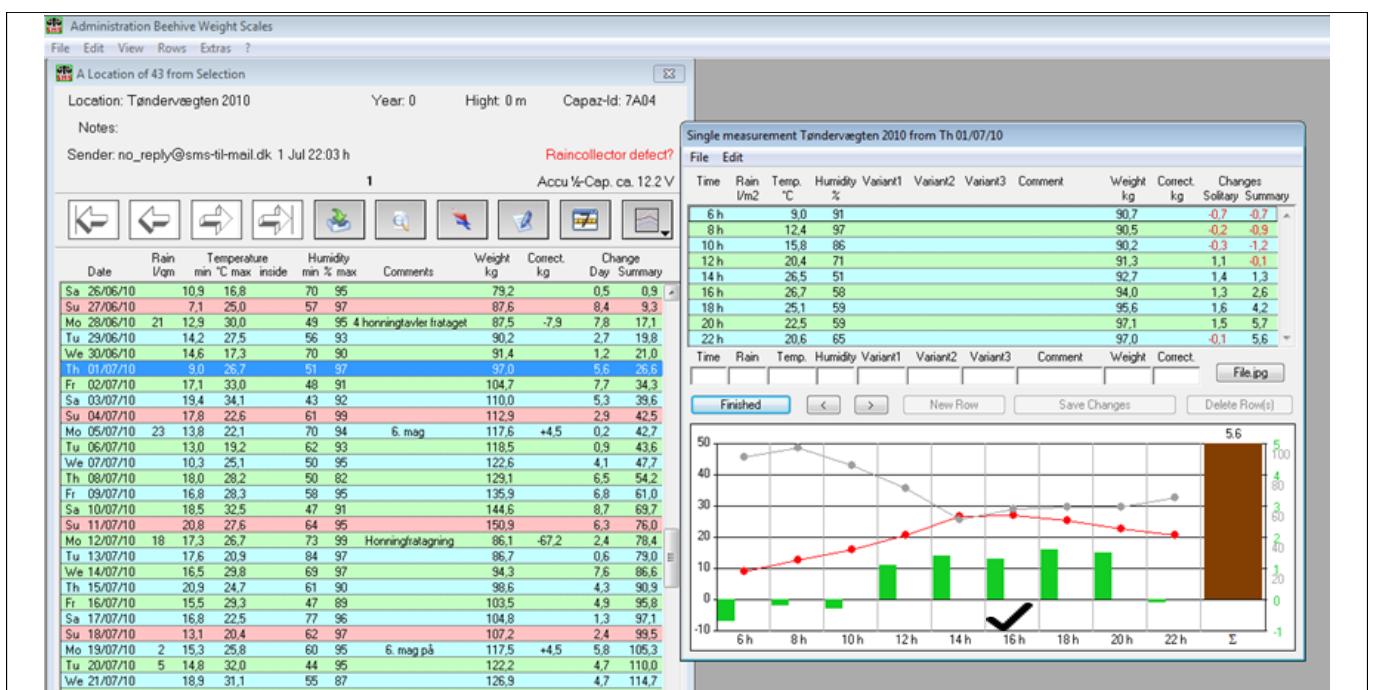 Administration Beehive Weight Scales
File Edit View Rows Extras ?
A Location of 43 from Selection
Location: Tøndervægten 2010 Year: 0 Hight: 0 m Capaz-Id: 7A04
Notes:
Sender: no_reply@sms-til-mail.dk 1 Jul 22:03 h Raincollector defect?
1 Accu ½-Cap. ca. 12.2 V
Rain Temperature Humidity Weight Correct. Change
Date l/qm min °C max inside min % max Comments kg kg Day Summary
Sa 26/06/10 10,9 16,8 70 95 79,2 0,5 0,9
Su 27/06/10 7,1 25,0 57 97 87,6 8,4 9,3
Mo 28/06/10 21 12,9 30,0 49 95 4 honningtavler frataget 87,5 -7,9 7,8 17,1
Tu 29/06/10 14,2 27,5 56 93 90,2 2,7 19,8
We 30/06/10 14,6 17,3 70 90 91,4 1,2 21,0
Th 01/07/10 9,0 26,7 51 97 97,0 5,6 26,6
Fr 02/07/10 17,1 33,0 48 91 104,7 7,7 34,3
Sa 03/07/10 19,4 34,1 43 92 110,0 5,3 39,6
Su 04/07/10 17,8 22,6 61 99 112,9 2,9 42,5
Mo 05/07/10 23 13,8 22,1 70 94 6. mag 117,6 +4,5 0,2 42,7
Tu 06/07/10 13,0 19,2 62 93 118,5 0,9 43,6
We 07/07/10 10,3 25,1 50 95 122,6 4,1 47,7
Th 08/07/10 18,0 28,2 50 82 129,1 6,5 54,2
Fr 09/07/10 16,8 28,3 58 95 135,9 6,8 61,0
Sa 10/07/10 18,5 32,5 47 91 144,6 8,7 69,7
Su 11/07/10 20,8 27,6 64 95 150,9 6,3 76,0
Mo 12/07/10 18 17,3 26,7 73 99 Honningfratagning 86,1 -67,2 2,4 78,4
Tu 13/07/10 17,6 20,9 84 97 86,7 0,6 79,0
We 14/07/10 16,5 29,8 69 97 94,3 7,6 86,6
Th 15/07/10 20,9 24,7 61 90 98,6 4,3 90,9
Fr 16/07/10 15,5 29,3 47 89 103,5 4,9 95,8
Sa 17/07/10 16,8 22,5 77 96 104,8 1,3 97,1
Su 18/07/10 13,1 20,4 62 97 107,2 2,4 99,5
Mo 19/07/10 2 15,3 25,8 60 95 6. mag på 117,5 +4,5 5,8 105,3
Tu 20/07/10 5 14,8 32,0 44 95 122,2 4,7 110,0
We 21/07/10 18,9 31,1 55 87 126,9 4,7 114,7
Single measurement Tøndervægten 2010 from Th 01/07/10
File Edit
Time Rain Temp. Humidity Variant1 Variant2 Variant3 Comment Weight Correct. Changes
l/m2 °C % kg kg Solitary Summary
6 h 9,0 91 90,7 -0,7 -0,7
8 h 12,4 97 90,5 -0,2 -0,9
10 h 15,8 86 90,2 -0,3 -1,2
12 h 20,4 71 91,3 1,1 -0,1
14 h 26,5 51 92,7 1,4 1,3
16 h 26,7 58 94,0 1,3 2,6
18 h 25,1 59 95,6 1,6 4,2
20 h 22,5 59 97,1 1,5 5,7
22 h 20,6 65 97,0 -0,1 5,6
Time Rain Temp. Humidity Variant1 Variant2 Variant3 Comment Weight Correct.
File.jpg
Finished < > New Row Save Changes Delete Row(s)
5.6
50 5
100
40 4
80
30 3
60
20 2
40
10 1
20
0 0
-10 -1
6 h 8 h 10 h 12 h 14 h 16 h 18 h 20 h 22 h Σ